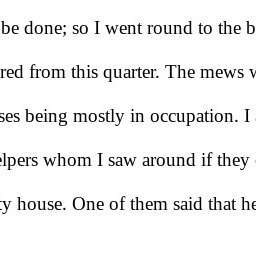 be done; so I went round to the b
red from this quarter. The mews w
ses being mostly in occupation. I
elpers whom I saw around if they
ty house. One of them said that he